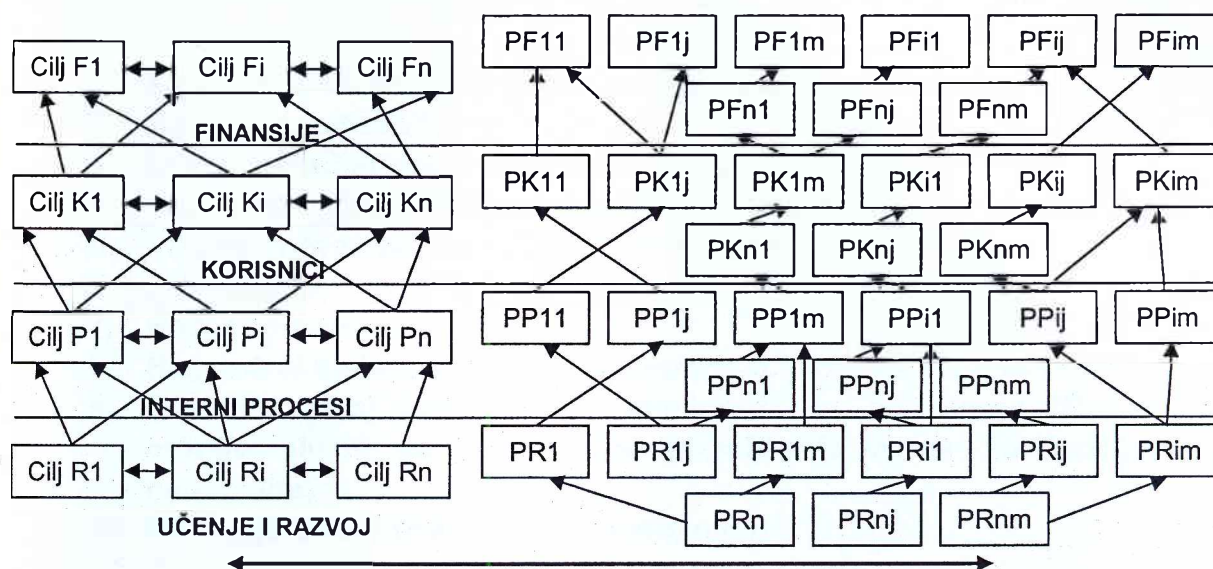 PF11 PF1j PF1m PFi1 PFij PFim
Cilj F1 Cilj Fi Cilj Fn
PFn1 PFnj PFnm
FINANSIJE
PK11 PK1j PK1m PKi1 PKij PKim
Cilj K1 Cilj Ki Cilj Kn
PKn1 PKnj PKnm
KORISNICI
PP11 PP1j PP1m PPi1 PPij PPim
Cilj P1 Cilj Pi Cilj Pn
PPn1 PPnj PPnm
INTERNI PROCESI
PR1 PR1j PR1m PRi1 PRij PRim
Cilj R1 Cilj Ri Cilj Rn
PRn PRnj PRnm
UČENJE I RAZVOJ